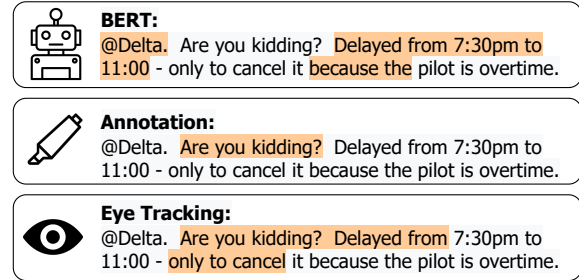 BERT:
@Delta. Are you kidding? Delayed from 7:30pm to
11:00 - only to cancel it because the pilot is overtime.
Annotation:
@Delta. Are you kidding? Delayed from 7:30pm to
11:00 - only to cancel it because the pilot is overtime.
Eye Tracking:
@Delta. Are you kidding? Delayed from 7:30pm to
11:00 - only to cancel it because the pilot is overtime.